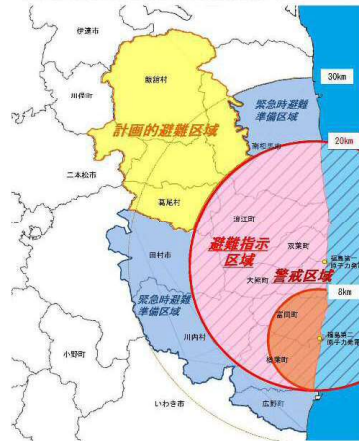 伊達市
飯舘村
川俣町
30km
緊急時避難
準備区域
計画的避難区域
南相馬市
20km
二本松市
葛尾村
浪江町
避難指示
区域
双葉町
田村市
福島第一
原子力発電
大熊町
警戒区域
8km
緊急時避難
準備区域
富岡町
川内村
福島第二
原子力発電
小野町
楢葉町
いわき市
広野町